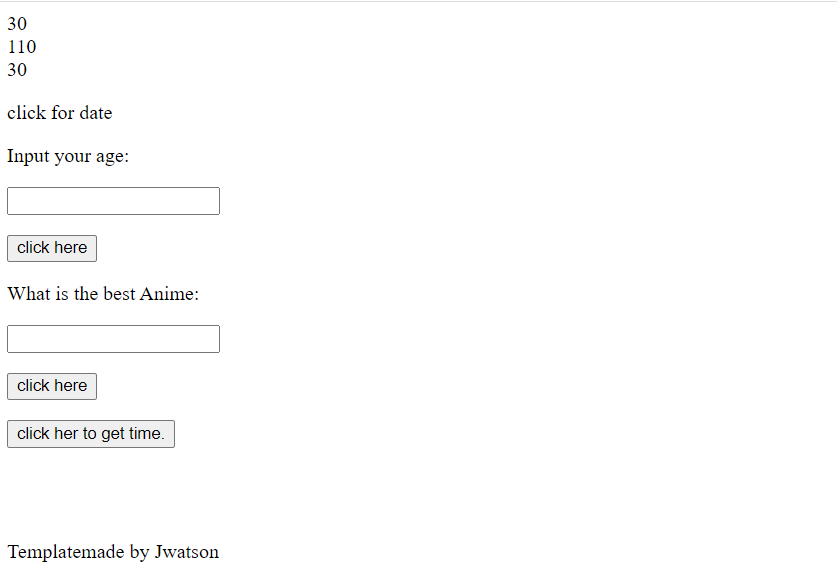 30
110
30
click for date
Input your age:
click here
What is the best Anime:
click here
click her to get time.
Templatemade by Jwatson